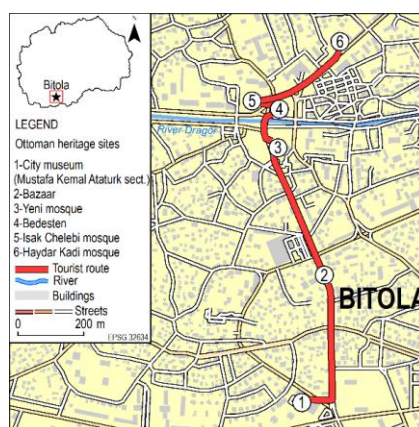 Bitola
LEGEND
Ottoman heritage sites
1-City museum
(Mustafa Kemal Ataturk sect.)
2-Bazaar
3-Yeni mosque
4-Bedesten
5-Isak Chelebi mosque
6-Haydar Kadi mosque
Tourist route
River
Buildings
Streets
0 200 m
EPSG 32634
6
5
4
River Dragor
3
2
BITOLA
1